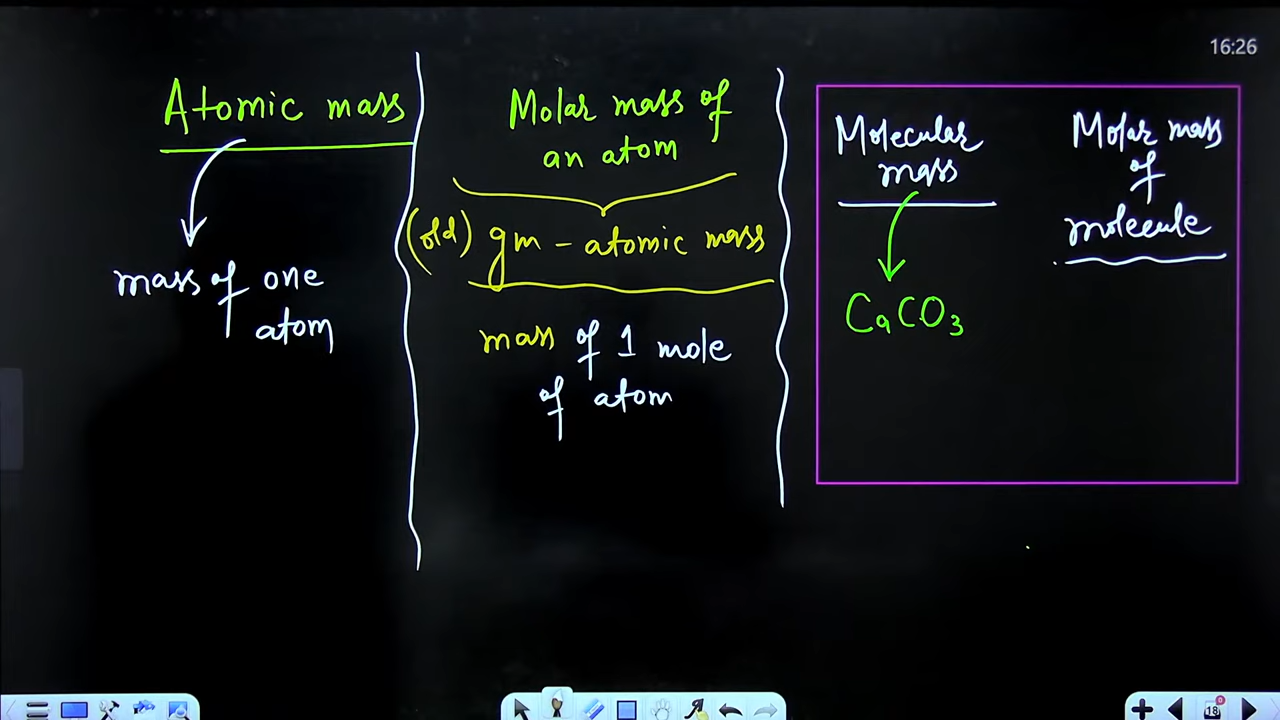 16:26
Atomic mass
mass of one
atom
Molar mass of
an atom
(old) gm - atomic mass
mass of 1 mole
of atom
Molecular
mass
CaCO3
Molar mass
of
molecule
18